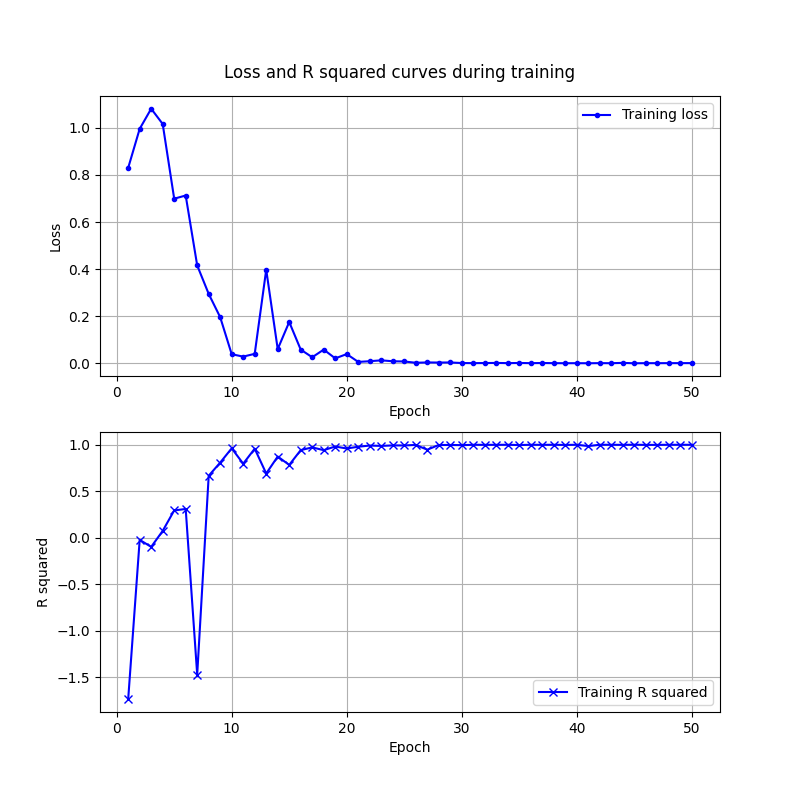 Loss and R squared curves during training
Training loss
1.0
0.8
0.6
0.4
0.2
0.0
Loss
0 10 20 30 40 50
Epoch
1.0
0.5
0.0
−0.5
−1.0
−1.5
R squared
Training R squared
0 10 20 30 40 50
Epoch